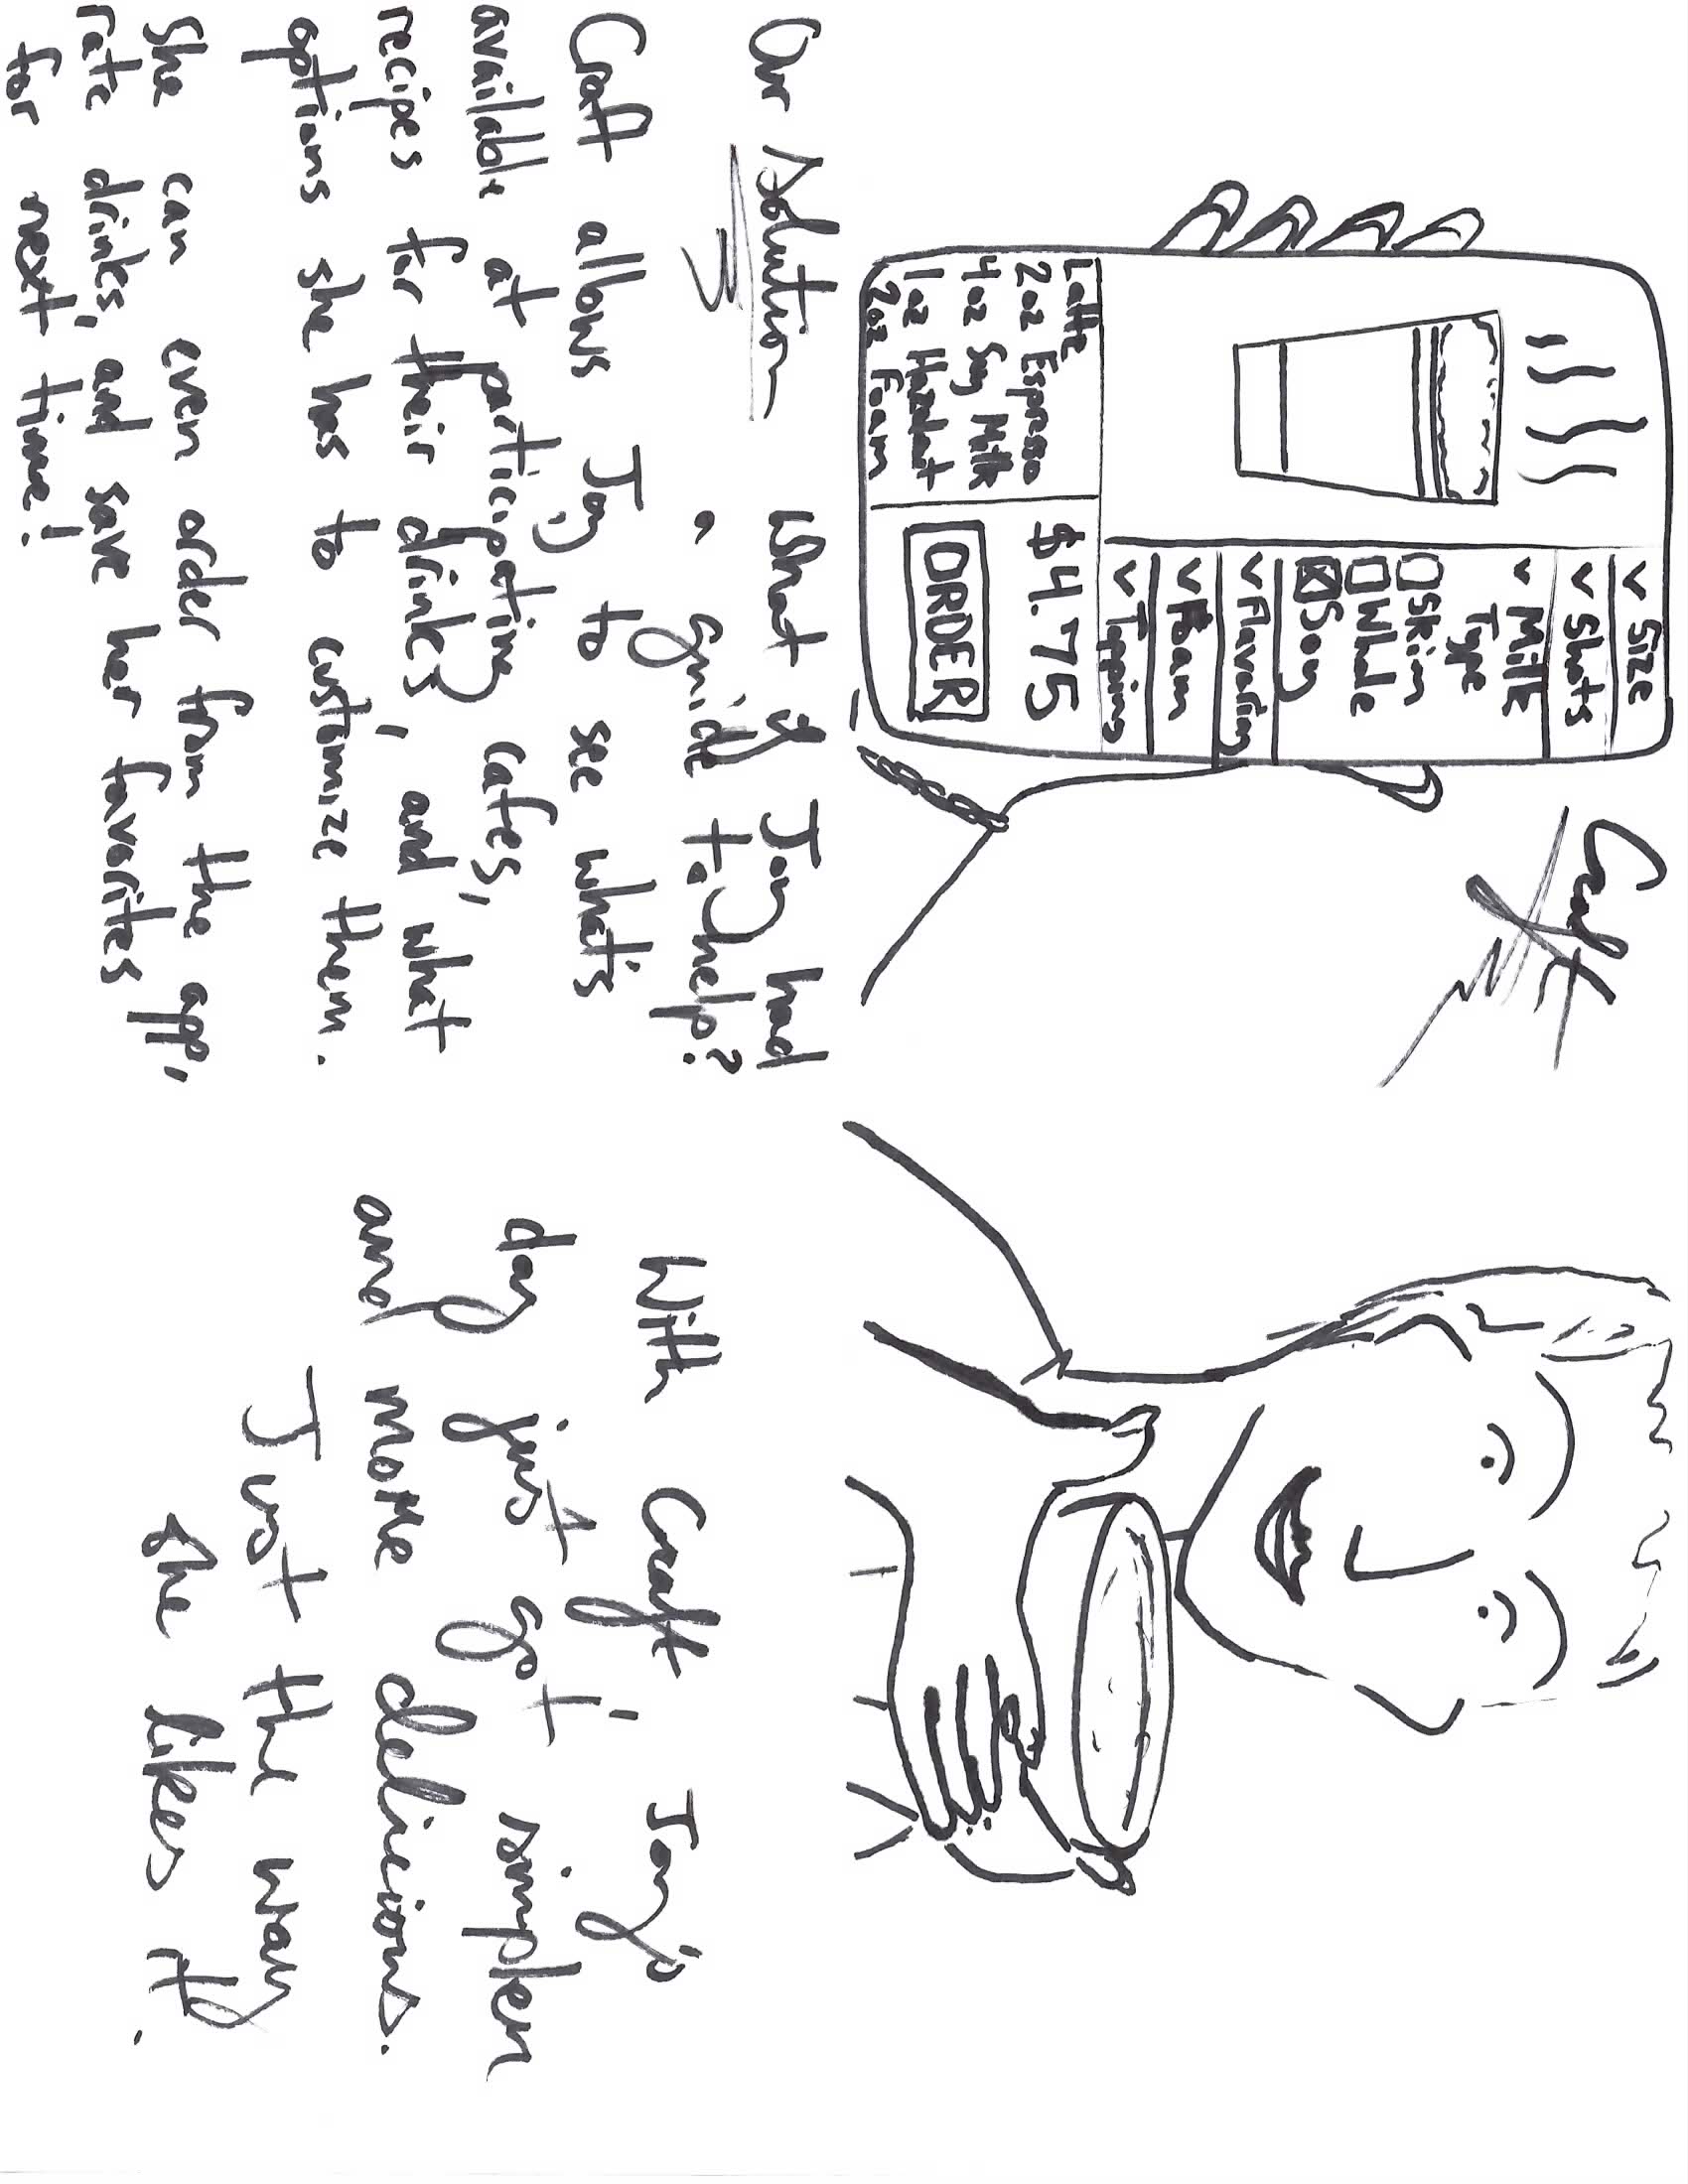 Craft
v Size
v Shots
v Milk
Type
Skim
Whole
Soy
v Flavoring
v Foam
v Topping
Latte
2oz Espresso
4oz Soy Milk
1oz Hazelnut
2oz Foam
$4.75
ORDER
Our Solution
What if Joy had
a guide to help?
Craft allows Joy to see what's
available at participating cafes,
recipes for their drinks, and what
options she has to customize them.
She can even order from the app,
rate drinks, and save her favorites
for next time!
With Craft, Joy's
day just got simpler
and more delicious.
Just the way
she likes it.